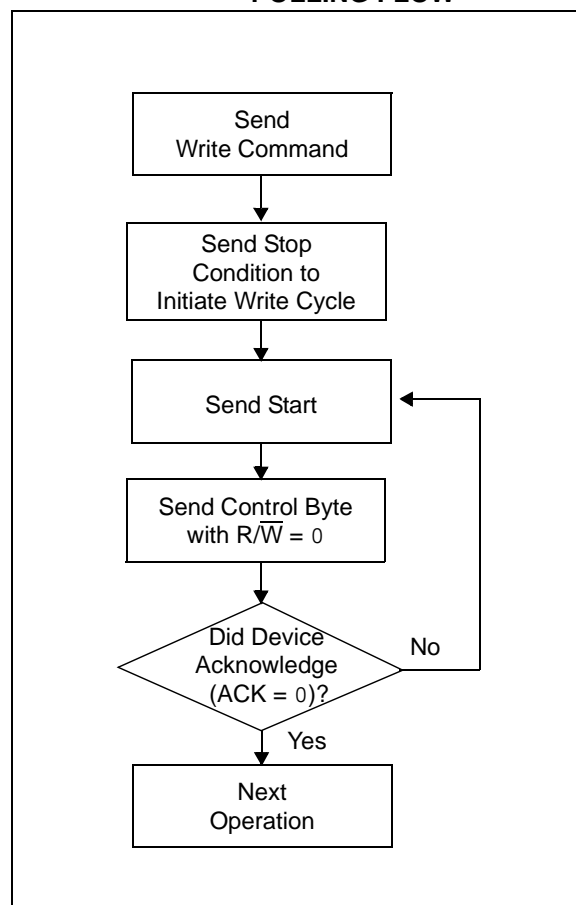 Send
Write Command
Send Stop
Condition to
Initiate Write Cycle
Send Start
Send Control Byte
with R/W̅ = 0
Did Device
Acknowledge
(ACK = 0)?
No
Yes
Next
Operation